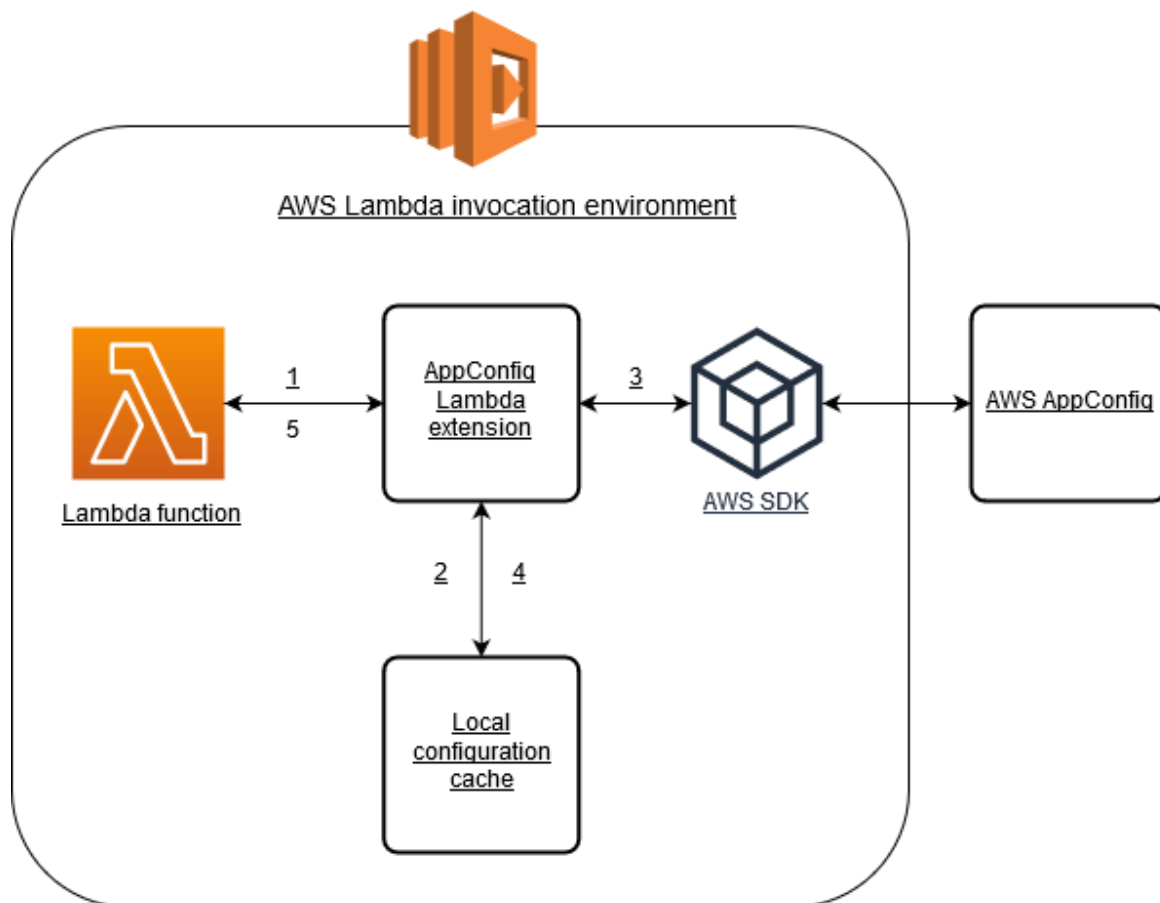 AWS Lambda invocation environment
1
5
AppConfig
Lambda
extension
3
AWS AppConfig
Lambda function
AWS SDK
2
4
Local
configuration
cache